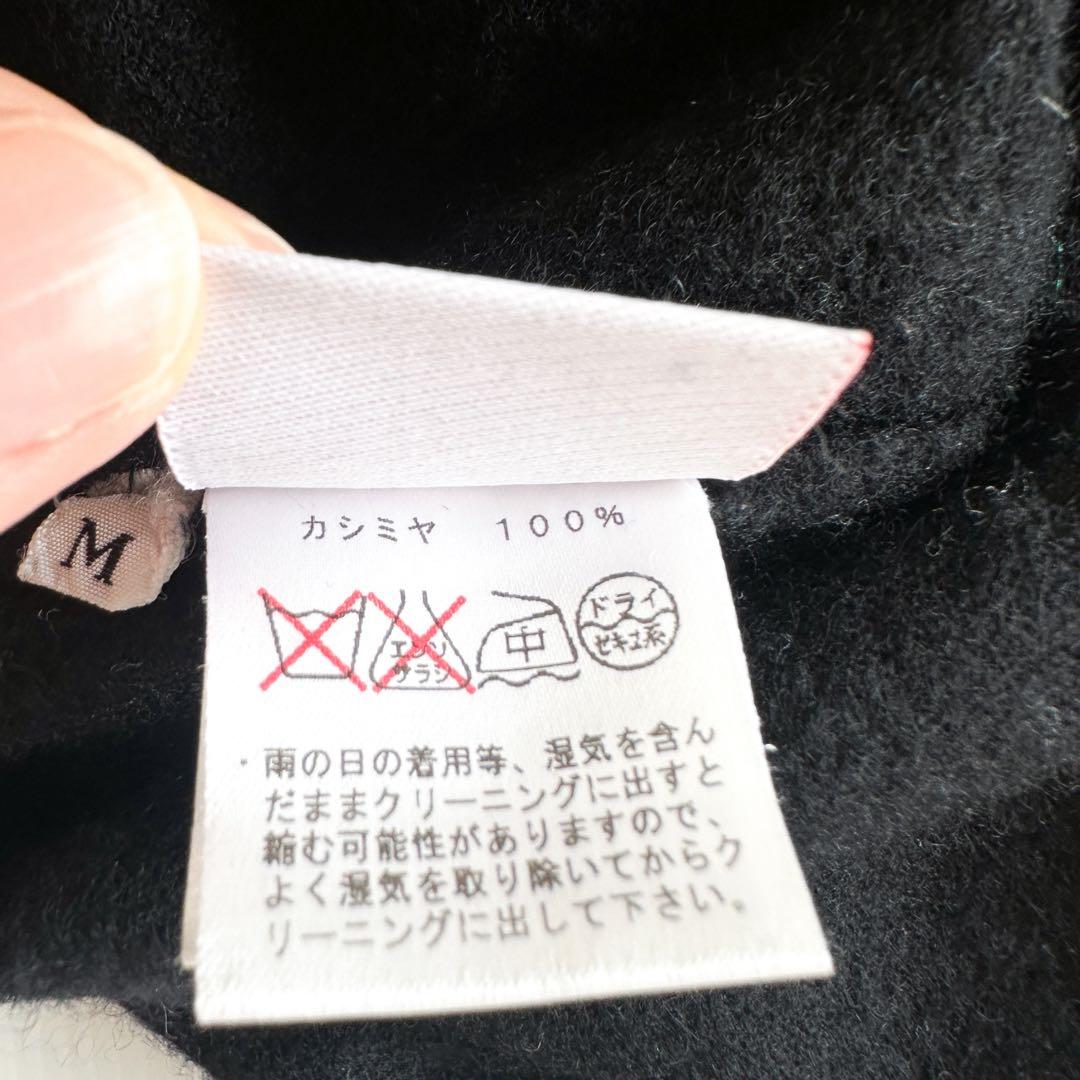 カシミヤ 100%
M
エンソ
サラシ
中
ドライ
セキユ系
・雨の日の着用等、湿気を含ん
だままクリーニングに出すと
縮む可能性がありますので、
よく湿気を取り除いてからク
リーニングに出して下さい。